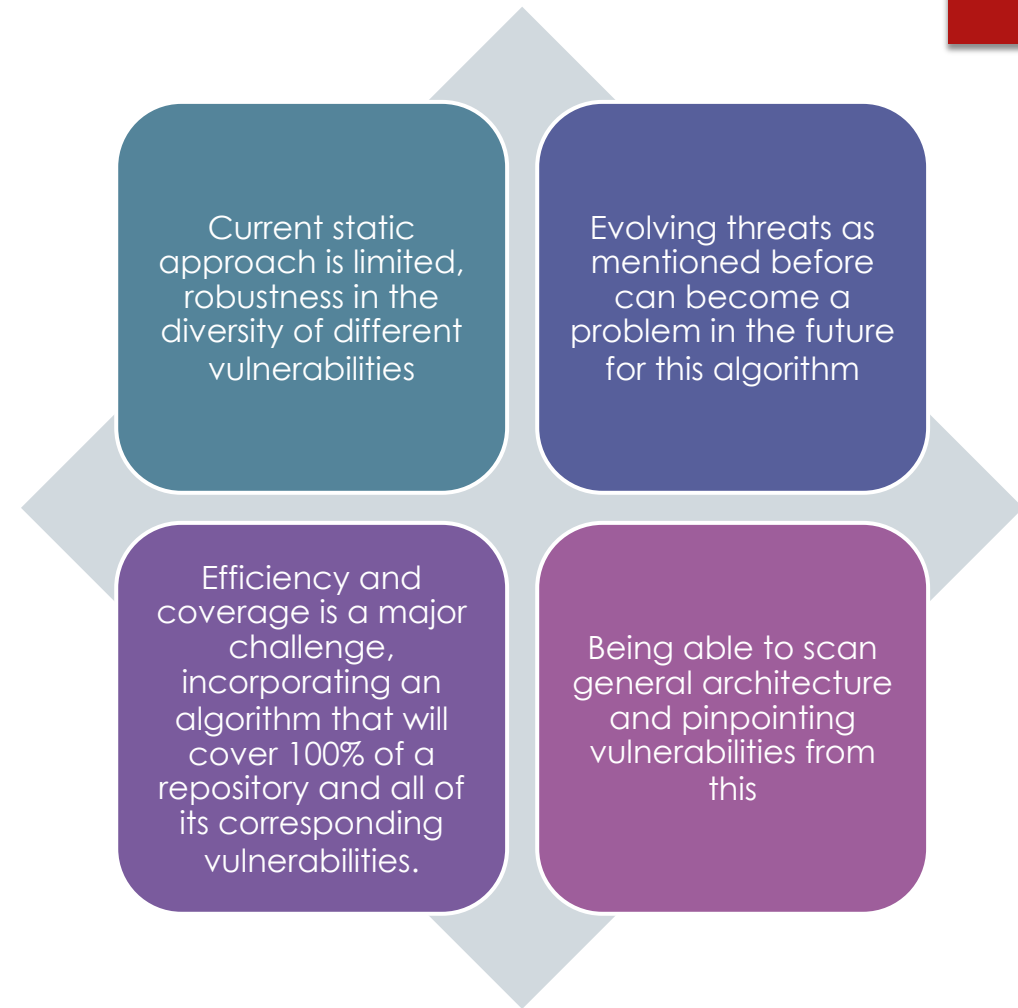 Current static
approach is limited,
robustness in the
diversity of different
vulnerabilities
Evolving threats as
mentioned before
can become a
problem in the future
for this algorithm
Efficiency and
coverage is a major
challenge,
incorporating an
algorithm that will
cover 100% of a
repository and all of
its corresponding
vulnerabilities.
Being able to scan
general architecture
and pinpointing
vulnerabilities from
this